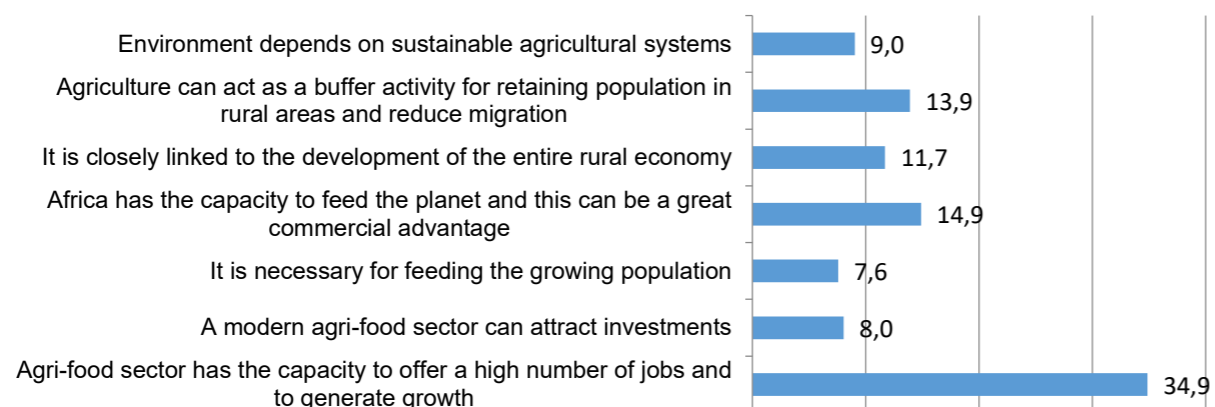 Environment depends on sustainable agricultural systems
9,0
Agriculture can act as a buffer activity for retaining population in
rural areas and reduce migration
13,9
It is closely linked to the development of the entire rural economy
11,7
Africa has the capacity to feed the planet and this can be a great
commercial advantage
14,9
It is necessary for feeding the growing population
7,6
A modern agri-food sector can attract investments
8,0
Agri-food sector has the capacity to offer a high number of jobs and
to generate growth
34,9